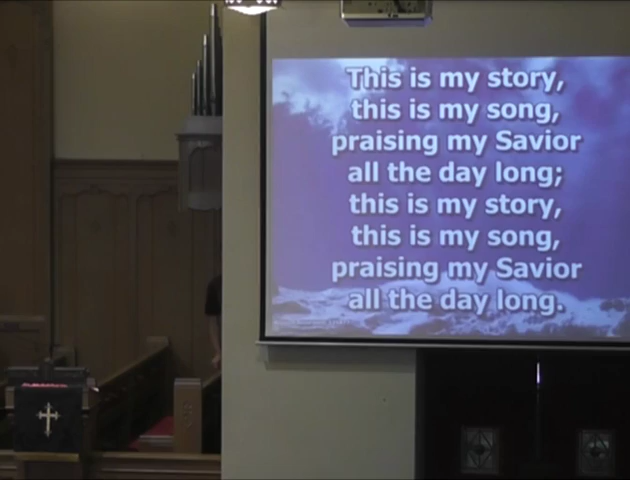 This is my story,
this is my song,
praising my Savior
all the day long;
this is my story,
this is my song,
praising my Savior
all the day long.